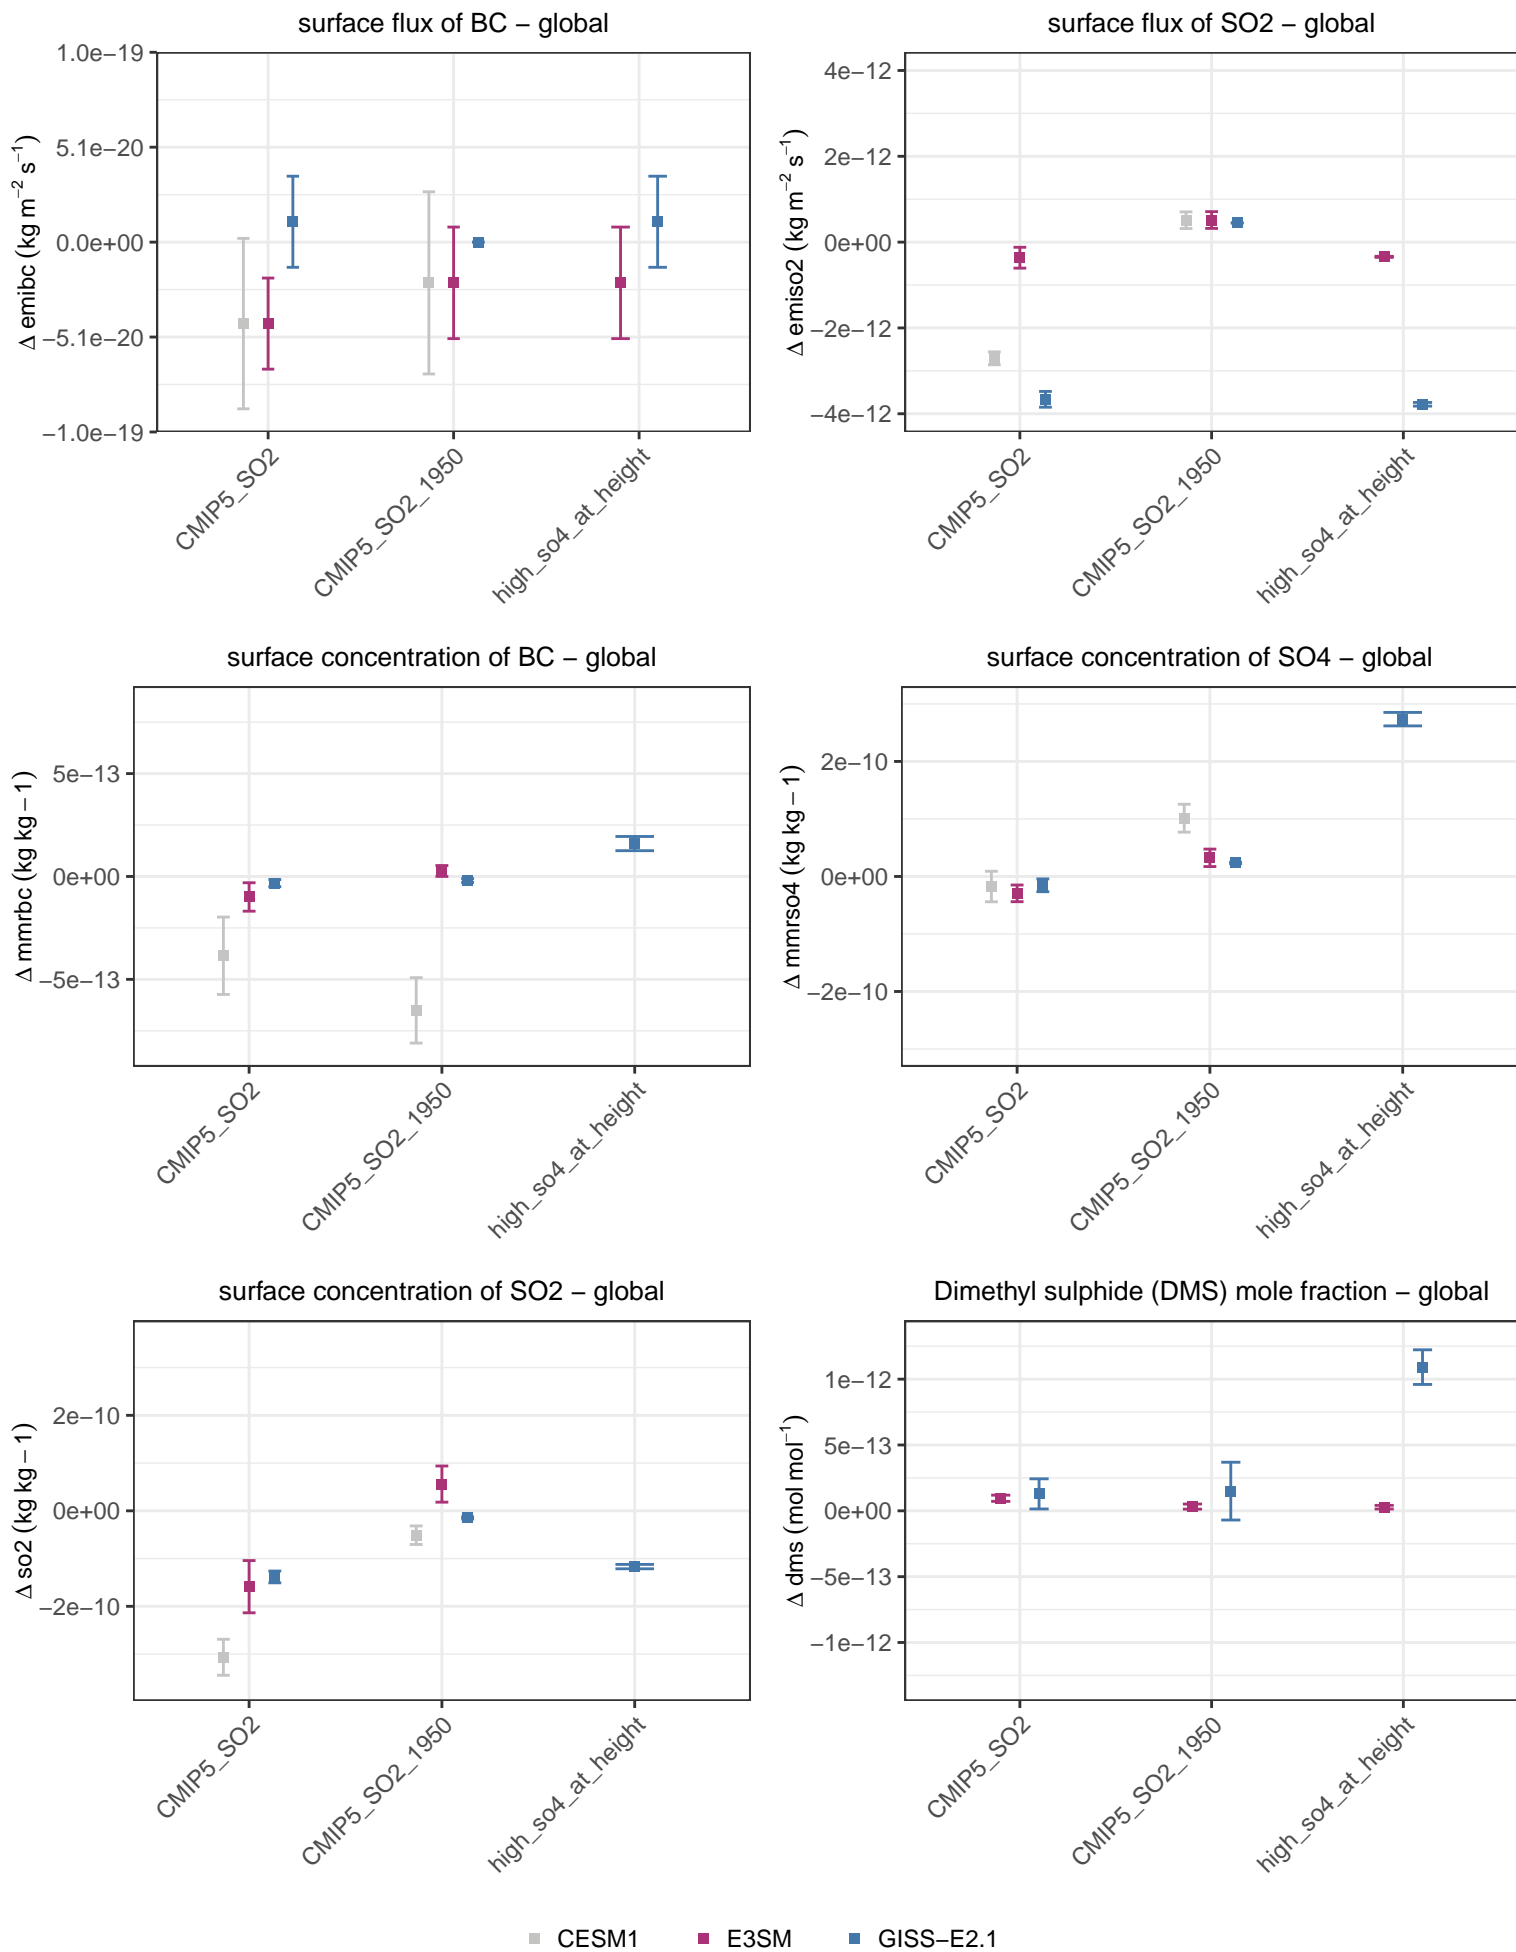 surface flux of BC – global
Δ emibc (kg m⁻² s⁻¹)
1.0e−19
5.1e−20
0.0e+00
−5.1e−20
−1.0e−19
CMIP5_SO2
CMIP5_SO2_1950
high_so4_at_height
surface flux of SO2 – global
Δ emiso2 (kg m⁻² s⁻¹)
4e−12
2e−12
0e+00
−2e−12
−4e−12
CMIP5_SO2
CMIP5_SO2_1950
high_so4_at_height
surface concentration of BC – global
Δ mmrbc (kg kg − 1)
5e−13
0e+00
−5e−13
CMIP5_SO2
CMIP5_SO2_1950
high_so4_at_height
surface concentration of SO4 – global
Δ mmrso4 (kg kg − 1)
2e−10
0e+00
−2e−10
CMIP5_SO2
CMIP5_SO2_1950
high_so4_at_height
surface concentration of SO2 – global
Δ so2 (kg kg − 1)
2e−10
0e+00
−2e−10
CMIP5_SO2
CMIP5_SO2_1950
high_so4_at_height
Dimethyl sulphide (DMS) mole fraction – global
Δ dms (mol mol⁻¹)
1e−12
5e−13
0e+00
−5e−13
−1e−12
CMIP5_SO2
CMIP5_SO2_1950
high_so4_at_height
CESM1 E3SM GISS−E2.1